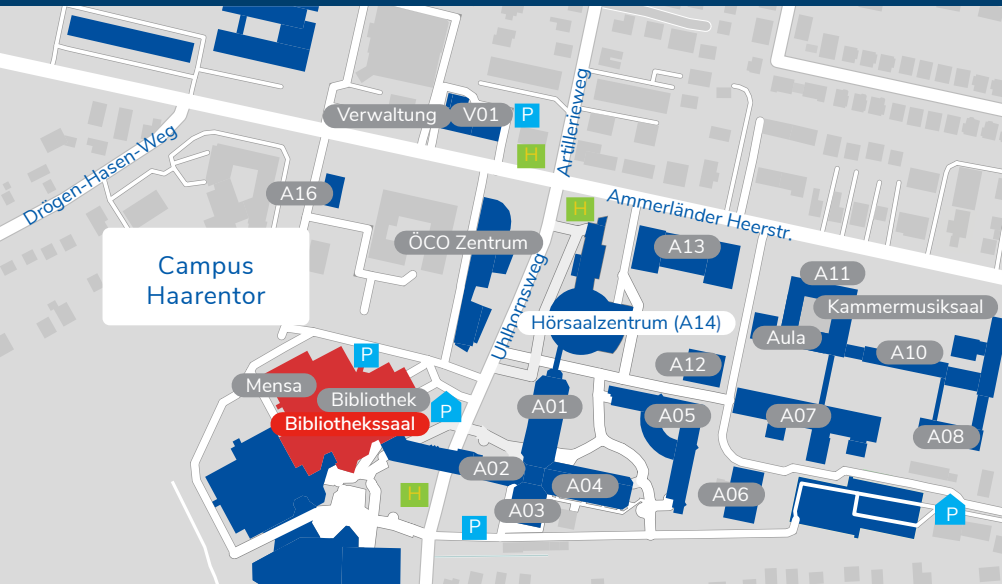 Verwaltung
V01
P
H
Artillerieweg
Drögen-Hasen-Weg
A16
H
Ammerländer Heerstr.
ÖCO Zentrum
A13
Campus
Haarentor
Uhlhornsweg
A11
Kammermusiksaal
Hörsaalzentrum (A14)
Aula
A10
P
A12
Mensa
Bibliothek
P
A01
A05
A07
Bibliothekssaal
A08
A02
A04
A06
H
A03
P
P